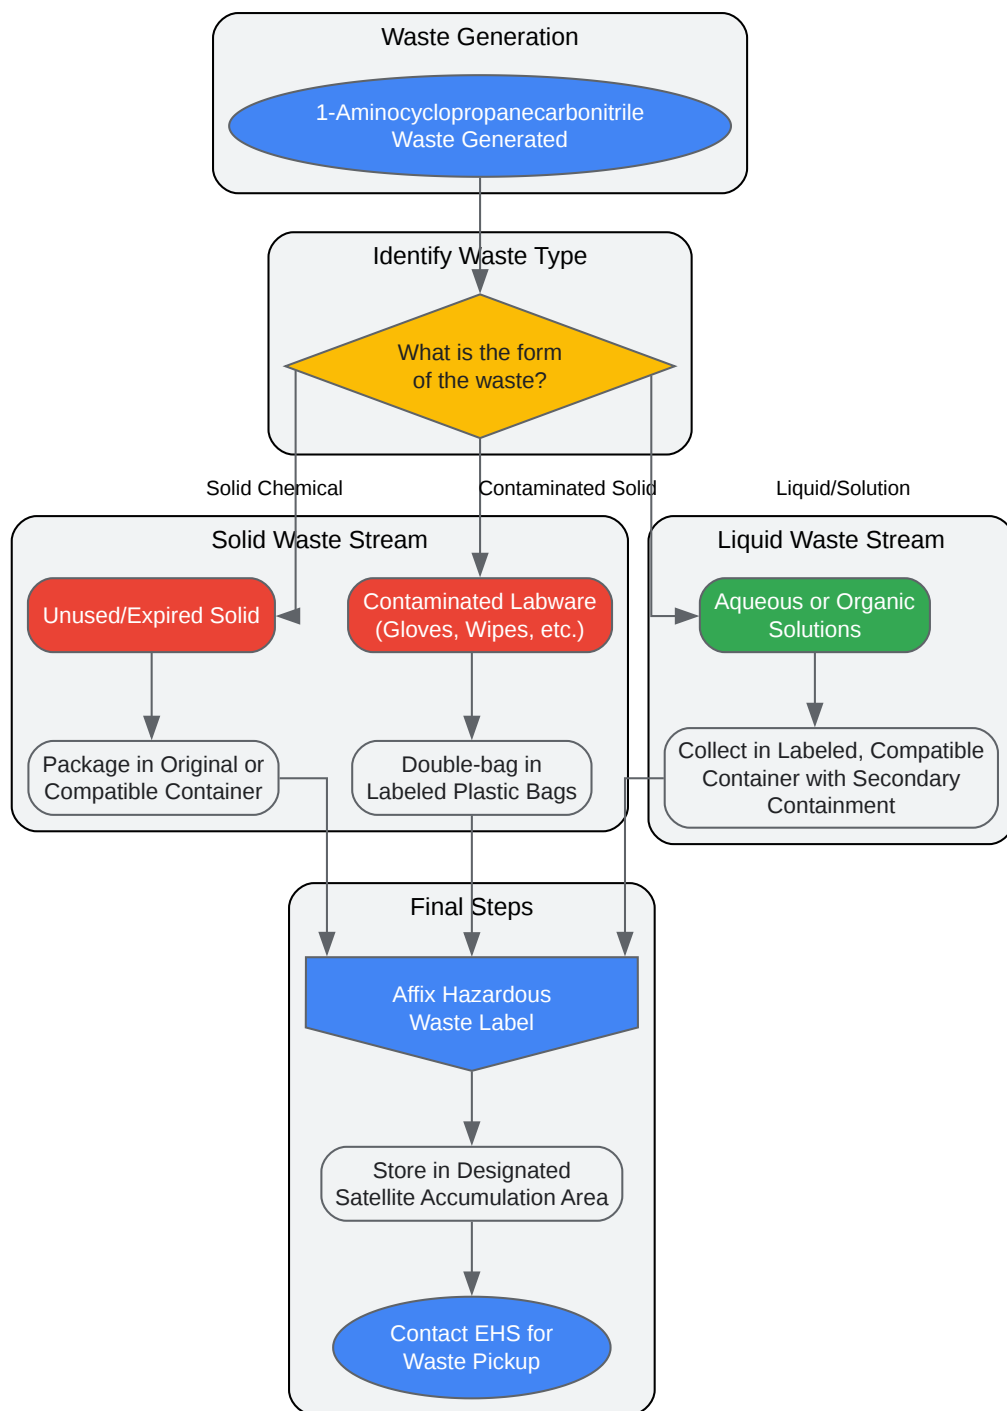 Waste Generation
1-Aminocyclopropanecarbonitrile
Waste Generated
Identify Waste Type
What is the form
of the waste?
Solid Chemical
Contaminated Solid
Liquid/Solution
Solid Waste Stream
Liquid Waste Stream
Unused/Expired Solid
Contaminated Labware
(Gloves, Wipes, etc.)
Aqueous or Organic
Solutions
Package in Original or
Compatible Container
Double-bag in
Labeled Plastic Bags
Collect in Labeled, Compatible
Container with Secondary
Containment
Final Steps
Affix Hazardous
Waste Label
Store in Designated
Satellite Accumulation Area
Contact EHS for
Waste Pickup